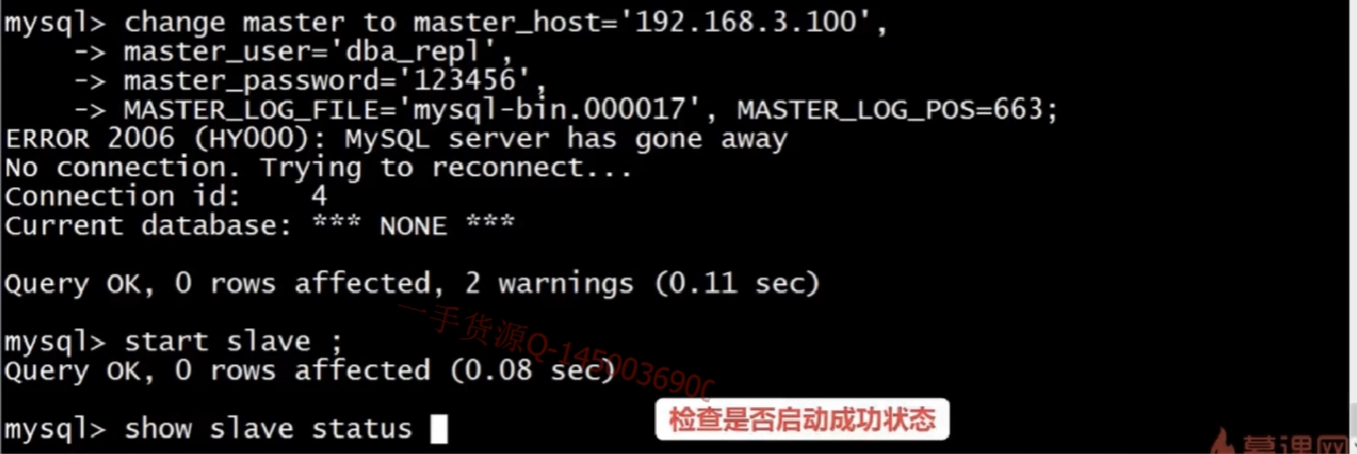 mysql> change master to master_host='192.168.3.100',
    -> master_user='dba_repl',
    -> master_password='123456',
    -> MASTER_LOG_FILE='mysql-bin.000017', MASTER_LOG_POS=663;
ERROR 2006 (HY000): MySQL server has gone away
No connection. Trying to reconnect...
Connection id:    4
Current database: *** NONE ***
Query OK, 0 rows affected, 2 warnings (0.11 sec)
mysql> start slave ;
Query OK, 0 rows affected (0.08 sec)
一手货源Q-1450036900
mysql> show slave status
检查是否启动成功状态
慕课网